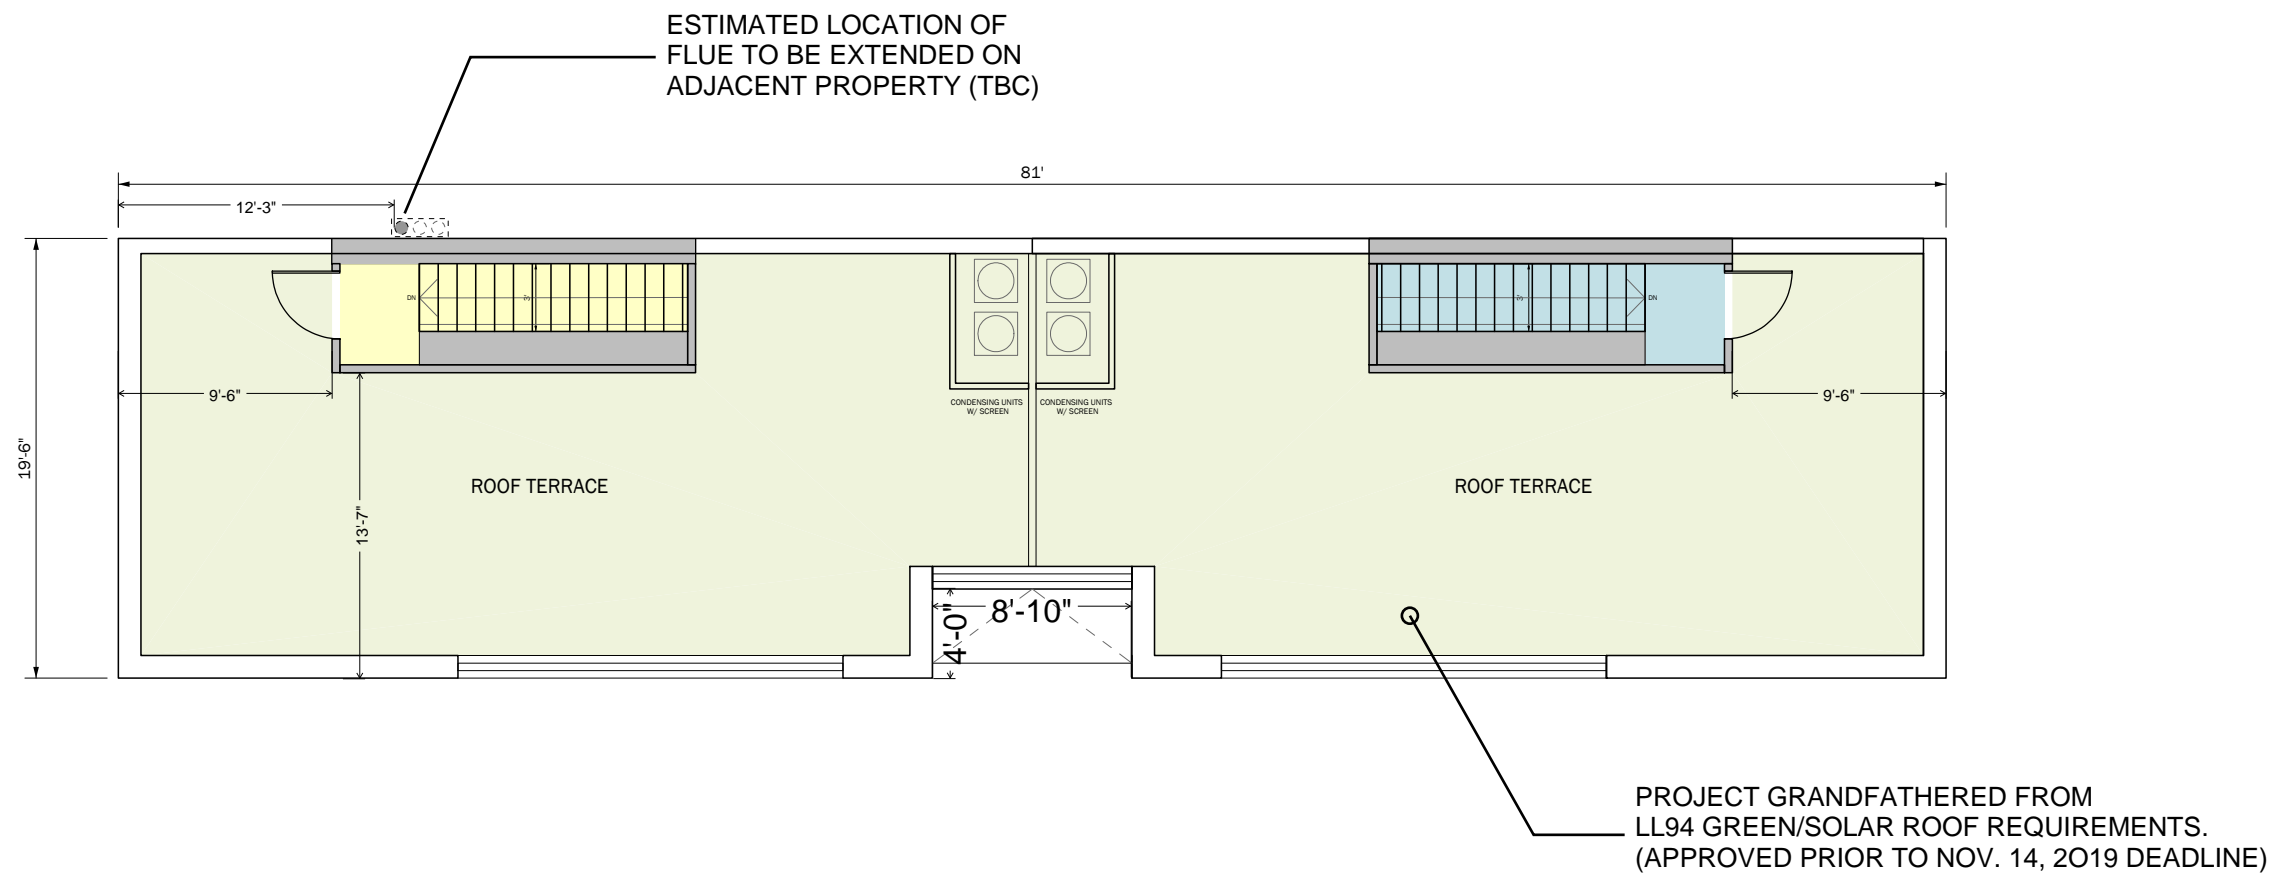 ESTIMATED LOCATION OF
FLUE TO BE EXTENDED ON
ADJACENT PROPERTY (TBC)
81'
12'-3"
DN
3'
3'
DN
9'-6"
CONDENSING UNITS
W/ SCREEN
CONDENSING UNITS
W/ SCREEN
9'-6"
19'-6"
ROOF TERRACE
ROOF TERRACE
13'-7"
8'-10"
4'-0"
PROJECT GRANDFATHERED FROM
LL94 GREEN/SOLAR ROOF REQUIREMENTS.
(APPROVED PRIOR TO NOV. 14, 2O19 DEADLINE)